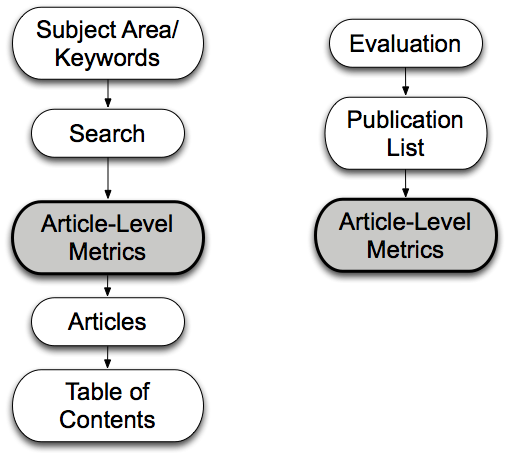 Subject Area/
Keywords
Search
Article-Level
Metrics
Articles
Table of
Contents
Evaluation
Publication
List
Article-Level
Metrics